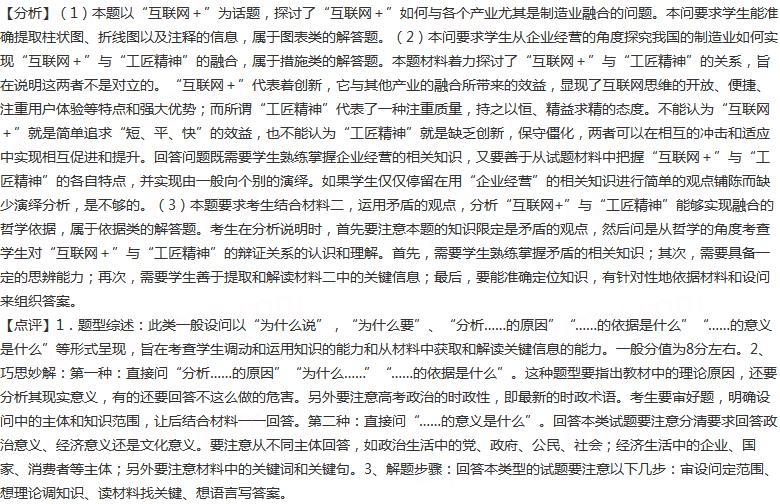 【分析】（1）本题以“互联网＋”为话题，探讨了“互联网＋”如何与各个产业尤其是制造业融合的问题。本问要求学生能准
确提取柱状图、折线图以及注释的信息，属于图表类的解答题。（2）本问要求学生从企业经营的角度探究我国的制造业如何实
现“互联网＋”与“工匠精神”的融合，属于措施类的解答题。本题材料着力探讨了“互联网＋”与“工匠精神”的关系，旨
在说明这两者不是对立的。 “互联网＋”代表着创新，它与其他产业的融合所带来的效益，显现了互联网思维的开放、便捷、
注重用户体验等特点和强大优势；而所谓“工匠精神”代表了一种注重质量，持之以恒、精益求精的态度。不能认为“互联网
＋”就是简单追求“短、平、快”的效益，也不能认为“工匠精神”就是缺乏创新，保守僵化，两者可以在相互的冲击和适应
中实现相互促进和提升。回答问题既需要学生熟练掌握企业经营的相关知识，又要善于从试题材料中把握“互联网＋”与“工
匠精神”的各自特点，并实现由一般向个别的演绎。如果学生仅仅停留在用“企业经营”的相关知识进行简单的观点铺陈而缺
少演绎分析，是不够的。（3）本题要求考生结合材料二，运用矛盾的观点，分析“互联网+”与“工匠精神”能够实现融合的
哲学依据，属于依据类的解答题。考生在分析说明时，首先要注意本题的知识限定是矛盾的观点，然后问是从哲学的角度考查
学生对“互联网＋”与“工匠精神”的辩证关系的认识和理解。首先，需要学生熟练掌握矛盾的相关知识；其次，需要具备一
定的思辨能力；再次，需要学生善于提取和解读材料二中的关键信息；最后，要能准确定位知识，有针对性地依据材料和设问
来组织答案。
【点评】1．题型综述：此类一般设问以“为什么说”，“为什么要”、“分析......的原因”“......的依据是什么”“......的意义
是什么”等形式呈现，旨在考查学生调动和运用知识的能力和从材料中获取和解读关键信息的能力。一般分值为8分左右。2、
巧思妙解：第一种：直接问“分析......的原因”“为什么......”“......的依据是什么”。这种题型要指出教材中的理论原因，还要
分析其现实意义，有的还要回答不这么做的危害。另外要注意高考政治的时政性，即最新的时政术语。考生要审好题，明确设
问中的主体和知识范围，让后结合材料一一回答。第二种：直接问“......的意义是什么”。回答本类试题要注意分清要求回答政
治意义、经济意义还是文化意义。要注意从不同主体回答，如政治生活中的党、政府、公民、社会；经济生活中的企业、国
家、消费者等主体；另外要注意材料中的关键词和关键句。3、解题步骤：回答本类型的试题要注意以下几步：审设问定范围、
想理论调知识、读材料找关键、想语言写答案。